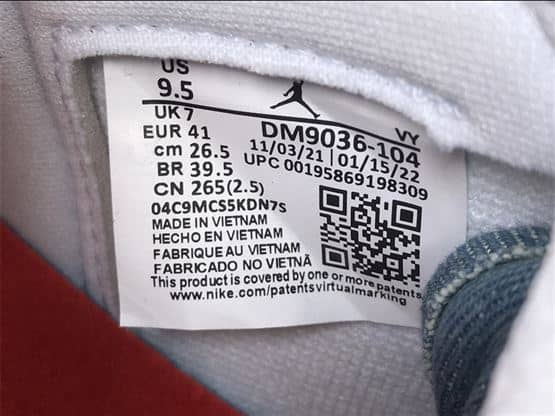 US
9.5
UK 7
EUR 41
cm 26.5
BR 39.5
CN 265(2.5)
04C9MCS5KDN7S
MADE IN VIETNAM
HECHO EN VIETNAM
FABRIQUE AU VIETNAM
FABRICADO NO VIETNÃ
This product is covered by one or more patents
www.nike.com/patentsvirtualmarking
VY
DM9036-104
11/03/21 | 01/15/22
UPC 00195869198309